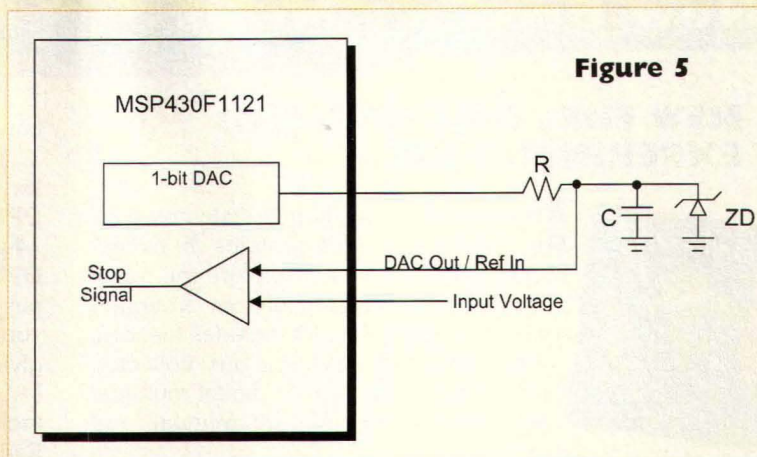 Figure 5
MSP430F1121
1-bit DAC
R
C
ZD
DAC Out / Ref In
Stop
Signal
Input Voltage